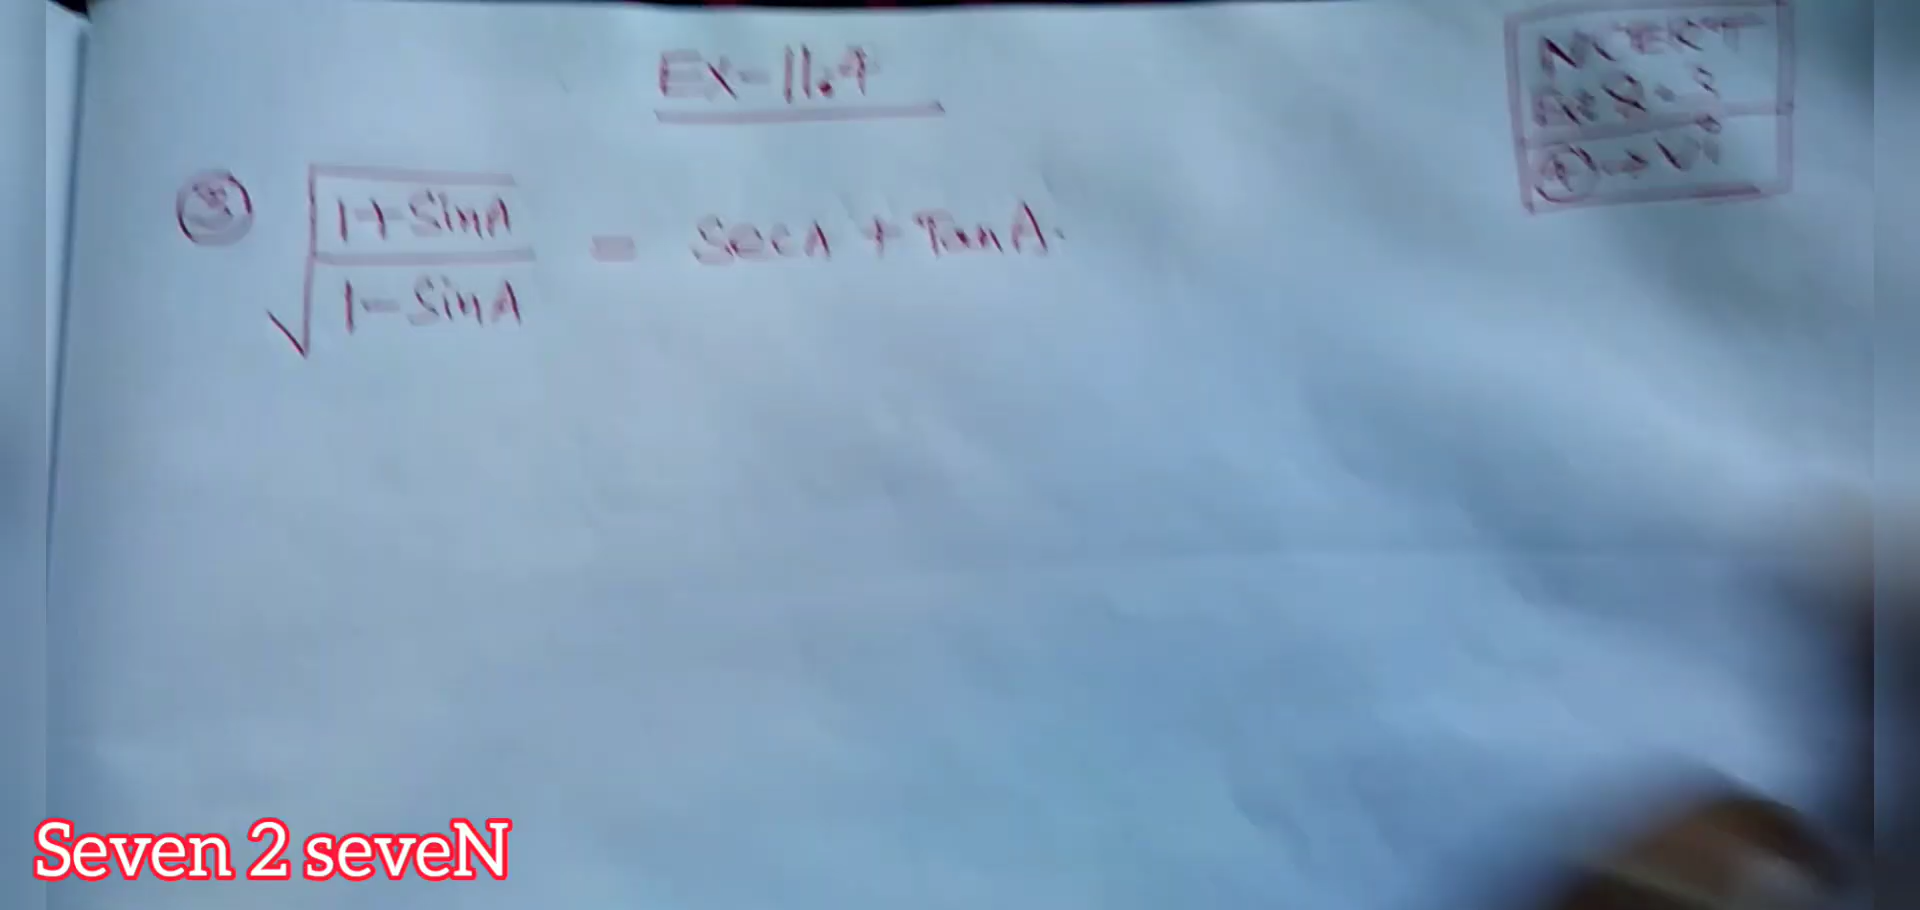 Ex-11.4
③ √(1+SinA / 1-SinA) = SecA + TanA.
NCERT
Seven 2 seveN